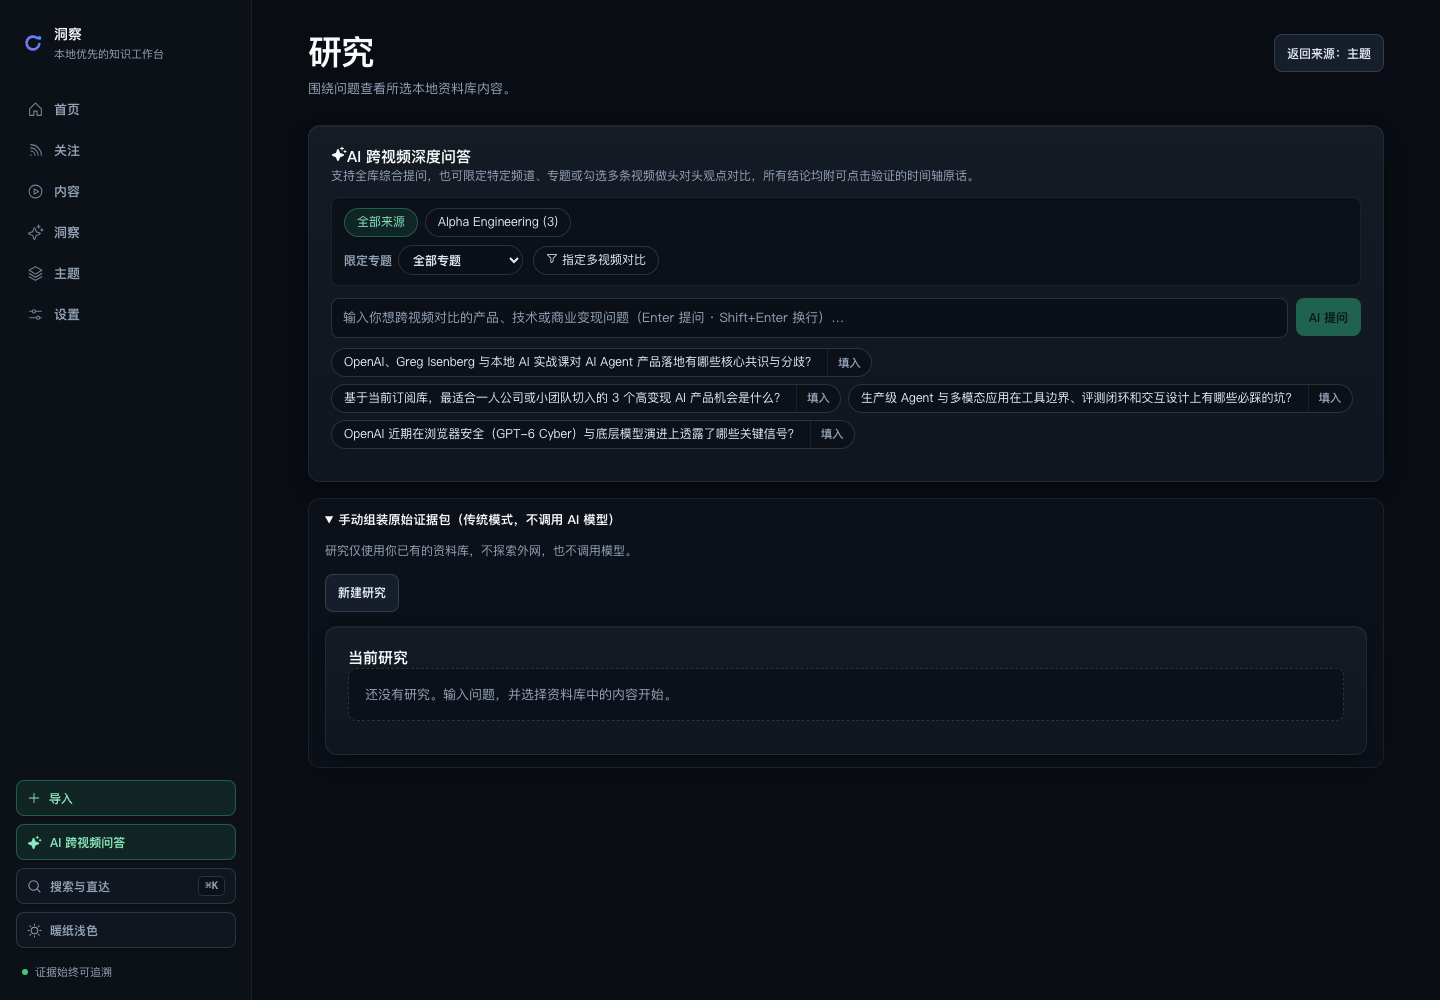 洞察
本地优先的知识工作台
首页
关注
内容
洞察
主题
设置
导入
AI 跨视频问答
搜索与直达
⌘K
暖纸浅色
证据始终可追溯
研究
围绕问题查看所选本地资料库内容。
返回来源：主题
AI 跨视频深度问答
支持全库综合提问，也可限定特定频道、专题或勾选多条视频做头对头观点对比，所有结论均附可点击验证的时间轴原话。
全部来源
Alpha Engineering (3)
限定专题
全部专题
指定多视频对比
输入你想跨视频对比的产品、技术或商业变现问题（Enter 提问 · Shift+Enter 换行）...
AI 提问
OpenAI、Greg Isenberg 与本地 AI 实战课对 AI Agent 产品落地有哪些核心共识与分歧？
填入
基于当前订阅库，最适合一人公司或小团队切入的 3 个高变现 AI 产品机会是什么？
填入
生产级 Agent 与多模态应用在工具边界、评测闭环和交互设计上有哪些必踩的坑？
填入
OpenAI 近期在浏览器安全（GPT-6 Cyber）与底层模型演进上透露了哪些关键信号？
填入
手动组装原始证据包（传统模式，不调用 AI 模型）
研究仅使用你已有的资料库，不探索外网，也不调用模型。
新建研究
当前研究
还没有研究。输入问题，并选择资料库中的内容开始。